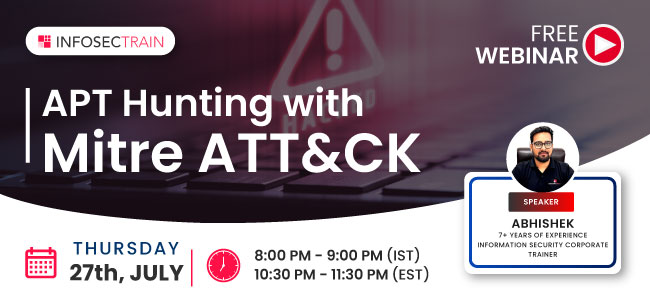 INFOSECTRAIN
FREE
WEBINAR
HACKED
APT Hunting with
Mitre ATT&CK
SPEAKER
ABHISHEK
7+ YEARS OF EXPERIENCE
INFORMATION SECURITY CORPORATE
TRAINER
THURSDAY
27th, JULY
8:00 PM - 9:00 PM (IST)
10:30 PM - 11:30 PM (EST)